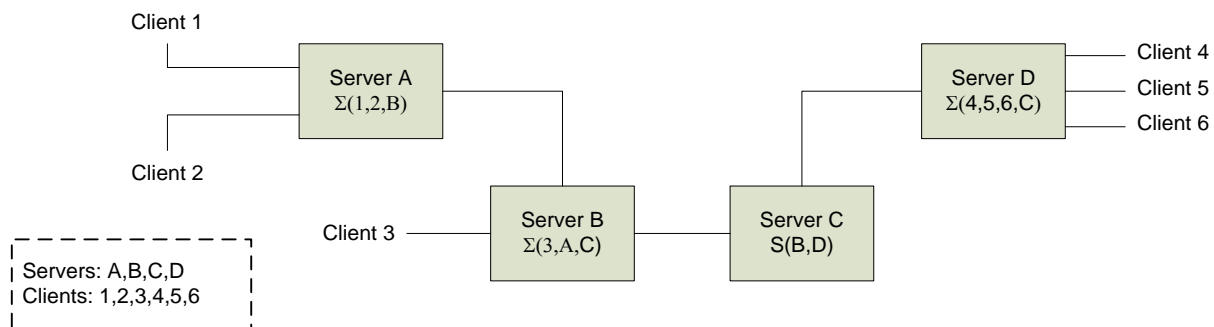 Client 1
Server A
Σ(1,2,B)
Client 2
Server D
Σ(4,5,6,C)
Client 4
Client 5
Client 6
Client 3
Server B
Σ(3,A,C)
Server C
S(B,D)
Servers: A,B,C,D
Clients: 1,2,3,4,5,6